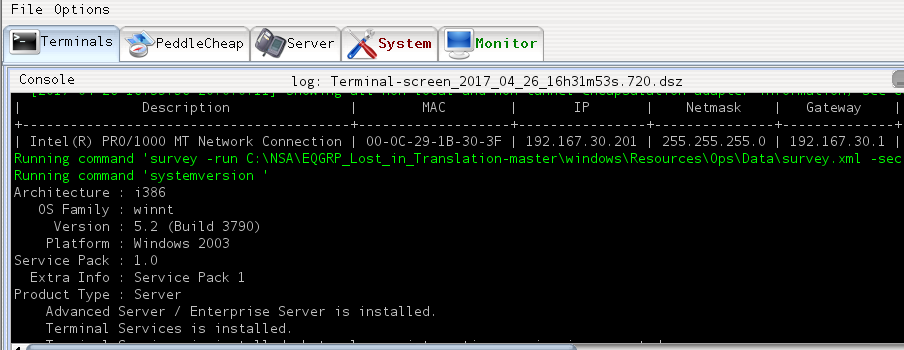 File Options
Terminals PeddleCheap Server System Monitor
Console log: Terminal-screen_2017_04_26_16h31m53s.720.dsz
| Description | MAC | IP | Netmask | Gateway |
| Intel(R) PRO/1000 MT Network Connection | 00-0C-29-1B-30-3F | 192.167.30.201 | 255.255.255.0 | 192.167.30.1 |
Running command 'survey -run C:\NSA\EQGRP_Lost_in_Translation-master\windows\Resources\Ops\Data\survey.xml -sec
Running command 'systemversion '
Architecture : i386
OS Family : winnt
Version : 5.2 (Build 3790)
Platform : Windows 2003
Service Pack : 1.0
Extra Info : Service Pack 1
Product Type : Server
Advanced Server / Enterprise Server is installed.
Terminal Services is installed.